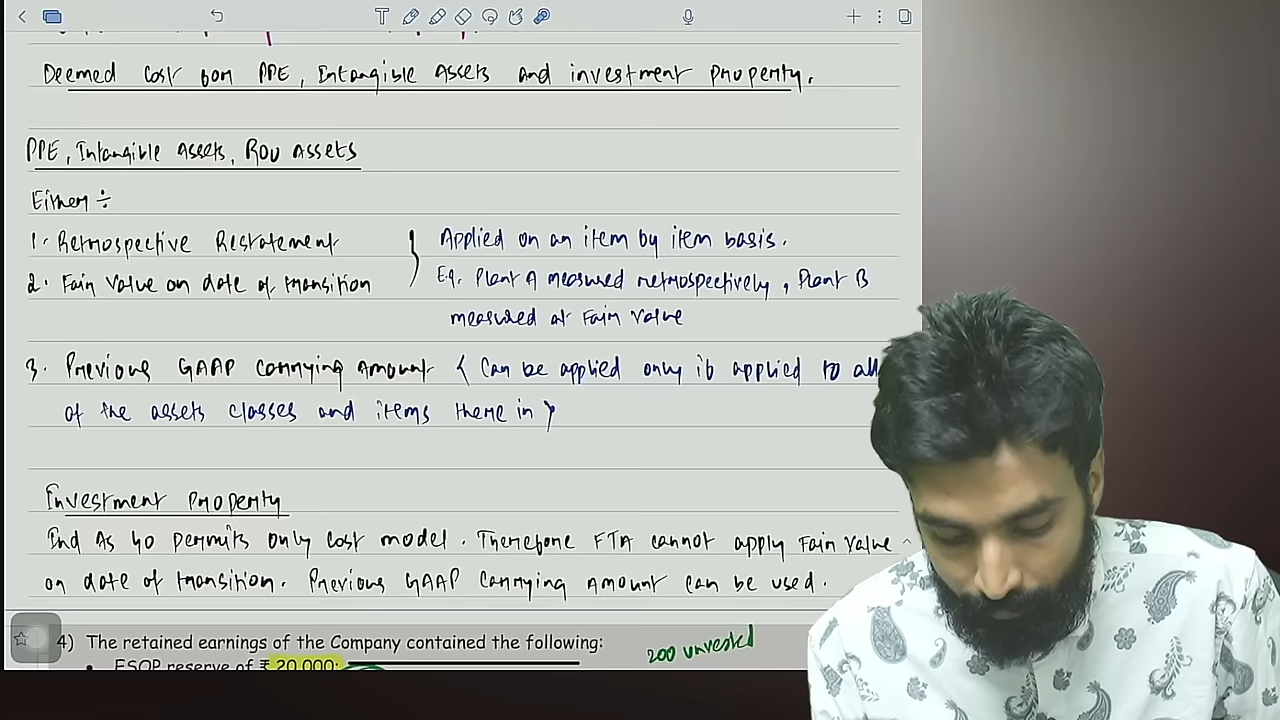 Deemed Cost for PPE, Intangible Assets and investment property.
PPE, Intangible Assets, ROU Assets
Either ÷
1. Retrospective Restatement
2. Fair Value on date of transition
Applied on an item by item basis.
Eg. Plant A measured retrospectively, Plant B
measured at Fair Value
3. Previous GAAP carrying Amount { Can be applied only if applied to all
of the assets classes and items there in }
Investment Property
Ind As 40 permits only Cost model. Therefore FTA cannot apply Fair Value
on date of transition. Previous GAAP Carrying Amount can be used.
4) The retained earnings of the Company contained the following:
200 unvested
• ESOP reserve of ₹ 20,000;